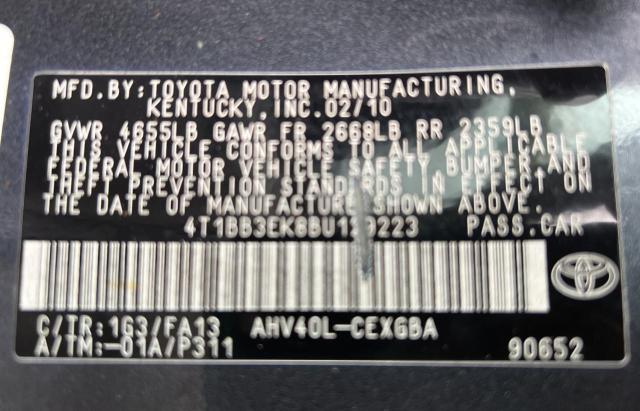 MFD.BY:TOYOTA MOTOR MANUFACTURING,
KENTUCKY,INC.02/10
GVWR 4655LB GAWR FR 2668LB RR 2359LB
THIS VEHICLE CONFORMS TO ALL APPLICABLE
FEDERAL MOTOR VEHICLE SAFETY, BUMPER, AND
THEFT PREVENTION STANDARDS IN EFFECT ON
THE DATE OF MANUFACTURE SHOWN ABOVE.
PASS.CAR
C/TR:1G3/FA13 AHV40L-CEXGBA
A/TM:-01A/P311 90652